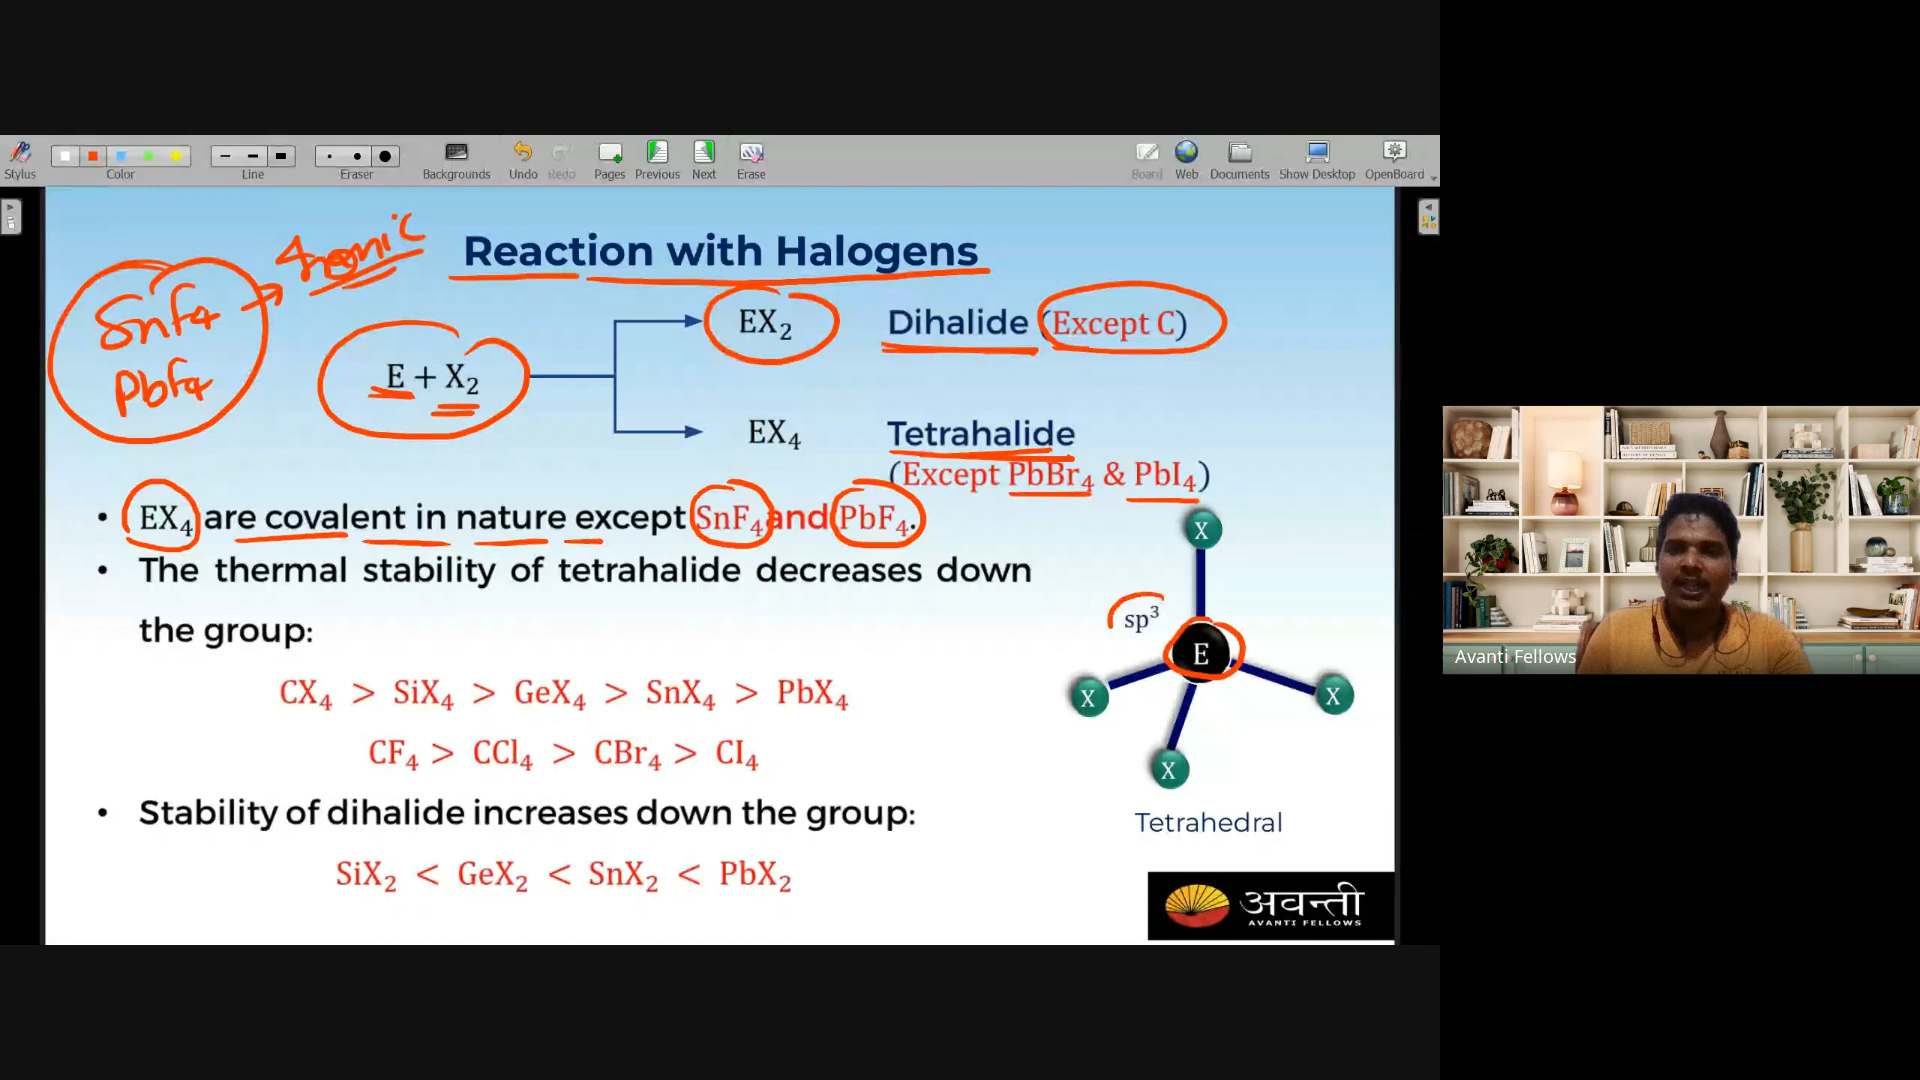 Stylus
Color
Line
Eraser
Backgrounds
Undo
Redo
Pages
Previous
Next
Erase
Board
Web
Documents
Show Desktop
OpenBoard
Reaction with Halogens
SnF4 → Ionic
PbF4
E + X₂
EX₂ Dihalide (Except C)
EX₄ Tetrahalide
(Except PbBr₄ & PbI₄)
• EX₄ are covalent in nature except SnF₄ and PbF₄.
• The thermal stability of tetrahalide decreases down
the group:
CX₄ > SiX₄ > GeX₄ > SnX₄ > PbX₄
CF₄ > CCl₄ > CBr₄ > CI₄
• Stability of dihalide increases down the group:
SiX₂ < GeX₂ < SnX₂ < PbX₂
X
sp³
E
X
X
X
Tetrahedral
अवन्ती
AVANTI FELLOWS
Avanti Fellows